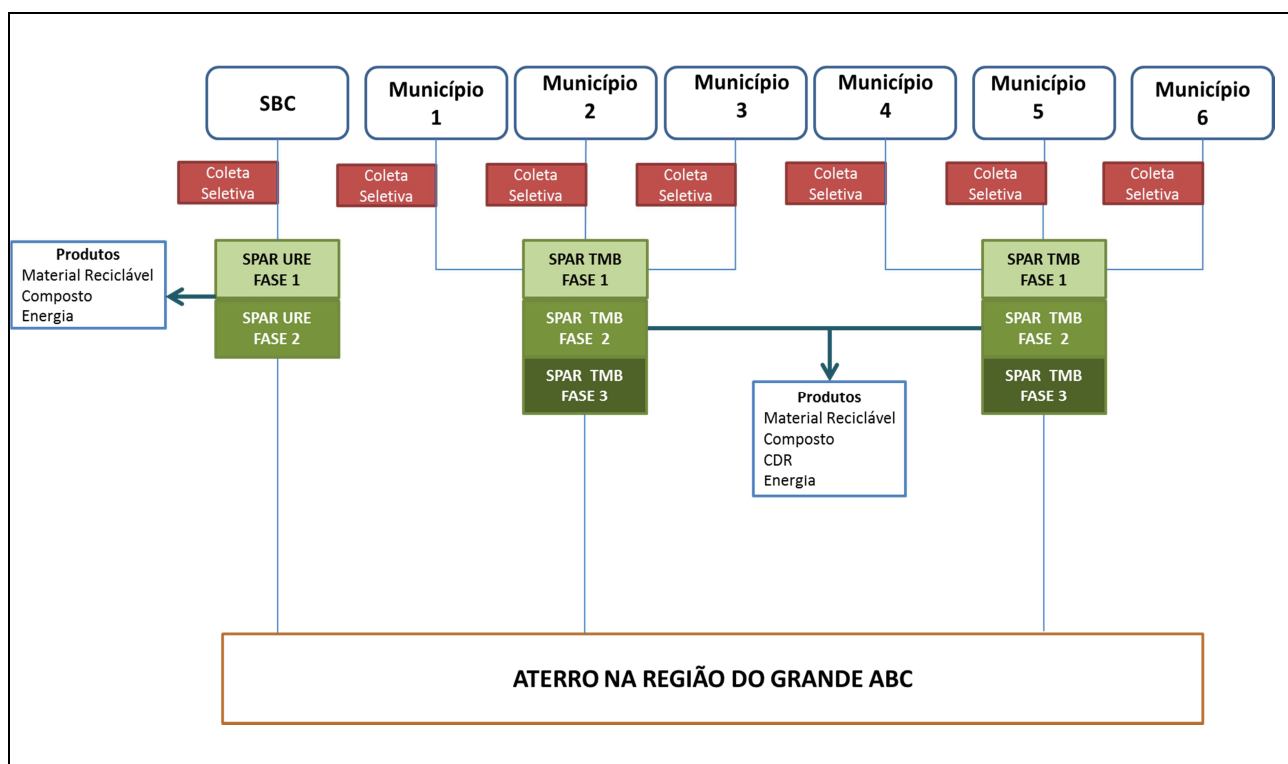 SBC
Município
1
Município
2
Município
3
Município
4
Município
5
Município
6
Coleta
Seletiva
Coleta
Seletiva
Coleta
Seletiva
Coleta
Seletiva
Coleta
Seletiva
Coleta
Seletiva
Coleta
Seletiva
Produtos
Material Reciclável
Composto
Energia
SPAR URE
FASE 1
SPAR URE
FASE 2
SPAR TMB
FASE 1
SPAR TMB
FASE 2
SPAR TMB
FASE 3
SPAR TMB
FASE 1
SPAR TMB
FASE 2
SPAR TMB
FASE 3
Produtos
Material Reciclável
Composto
CDR
Energia
ATERRO NA REGIÃO DO GRANDE ABC